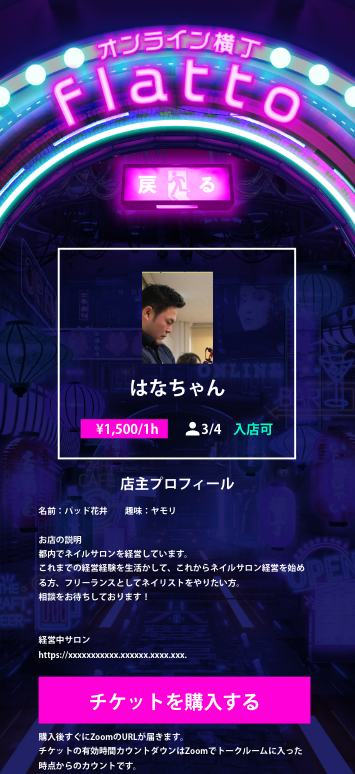 オンライン横丁
flatto
戻る
はなちゃん
¥1,500/1h 3/4 入店可
店主プロフィール
名前：バッド花井 趣味：ヤモリ
お店の説明
都内でネイルサロンを経営しています。
これまでの経営経験を生活かして、これからネイルサロン経営を始め
る方、フリーランスとしてネイリストをやりたい方。
相談をお待ちしております！
経営中サロン
https://xxxxxxxxxxx.xxxxxx.xxxx.xxx.
チケットを購入する
購入後すぐにZoomのURLが届きます。
チケットの有効時間カウントダウンはZoomでトークルームに入った
時点からのカウントです。